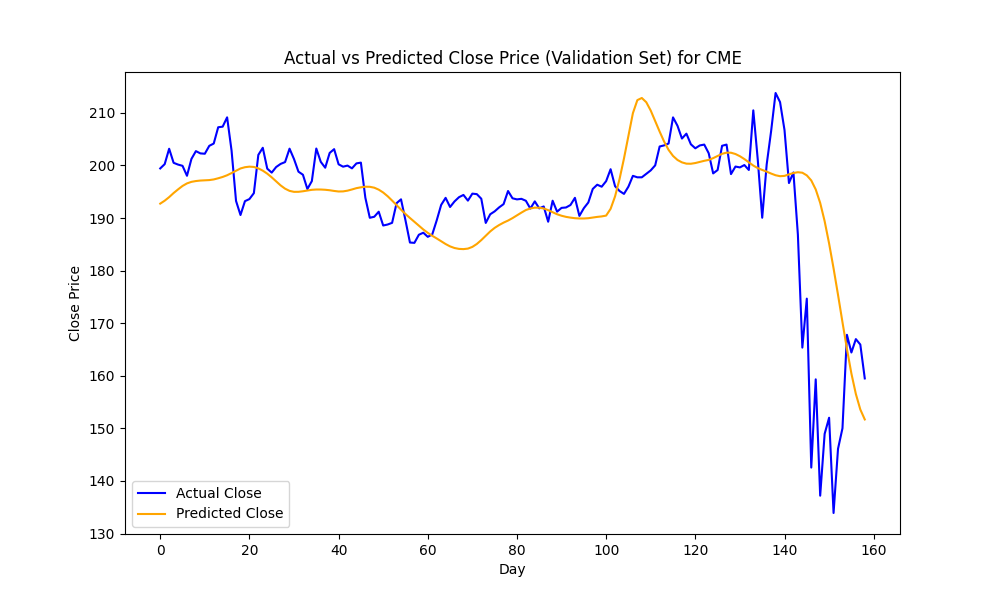 Actual vs Predicted Close Price (Validation Set) for CME
Close Price
210
200
190
180
170
160
150
140
130
Actual Close
Predicted Close
0 20 40 60 80 100 120 140 160
Day